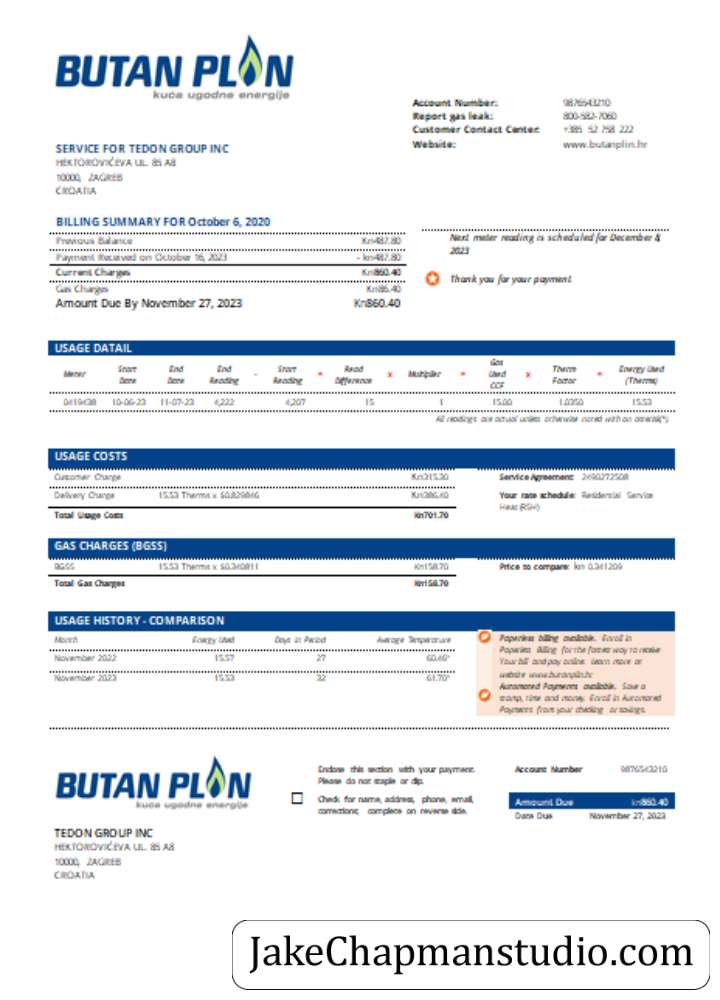 BUTAN PLIN
kuća ugodne energije
Account Number: 9876543210
Report gas leak: 800-582-7060
Customer Contact Center: +385 52 758 222
Website: www.butanplin.hr
SERVICE FOR TEDON GROUP INC
HEKTOROVIĆEVA UL. 85 A8
10000, ZAGREB
CROATIA
BILLING SUMMARY FOR October 6, 2020
Previous Balance Kn487.80
Payment Received on October 16, 2023 - kn487.80
Current Charges Kn860.40
Gas Charges
Amount Due By November 27, 2023 Kn860.40
Next meter reading is scheduled for December 8,
2023
Thank you for your payment
USAGE DATAIL
Meter Start Date End Date End Reading - Start Reading = Read Difference x Multiplier = Gas Used CCF x Therm Factor = Energy Used (Therms)
0419438 10-06-23 11-07-23 4,222 4,207 15 1 15.00 1.0350 15.53
All readings are actual unless otherwise noted with an asterisk(*).
USAGE COSTS
Customer Charge Kn315.30
Delivery Charge 15.53 Therms x $0.829846 Kn386.40
Total Usage Costs Kn701.70
Service Agreement: 2490272508
Your rate schedule: Residential Service
Heat (RSH)
GAS CHARGES (BGSS)
BGSS 15.53 Therms x $0.340811 Kn158.70
Total Gas Charges Kn158.70
Price to compare: kn 0.341209
USAGE HISTORY - COMPARISON
Month Energy Used Days in Period Average Temperature
November 2022 15.57 27 60.46°
November 2023 15.53 32 61.70°
Paperless billing available. Enroll in
Paperless Billing for the fastest way to receive
Your bill and pay online. Learn more at
website www.butanplin.hr
Automated Payments available. Save a
stamp, time and money. Enroll in Automated
Payments from your checking or savings.
BUTAN PLIN
kuća ugodne energije
Enclose this section with your payment.
Please do not staple or clip.
Check for name, address, phone, email,
corrections; complete on reverse side.
Account Number 9876543210
Amount Due kn860.40
Date Due November 27, 2023
TEDON GROUP INC
HEKTOROVIĆEVA UL. 85 A8
10000, ZAGREB
CROATIA
JakeChapmanstudio.com